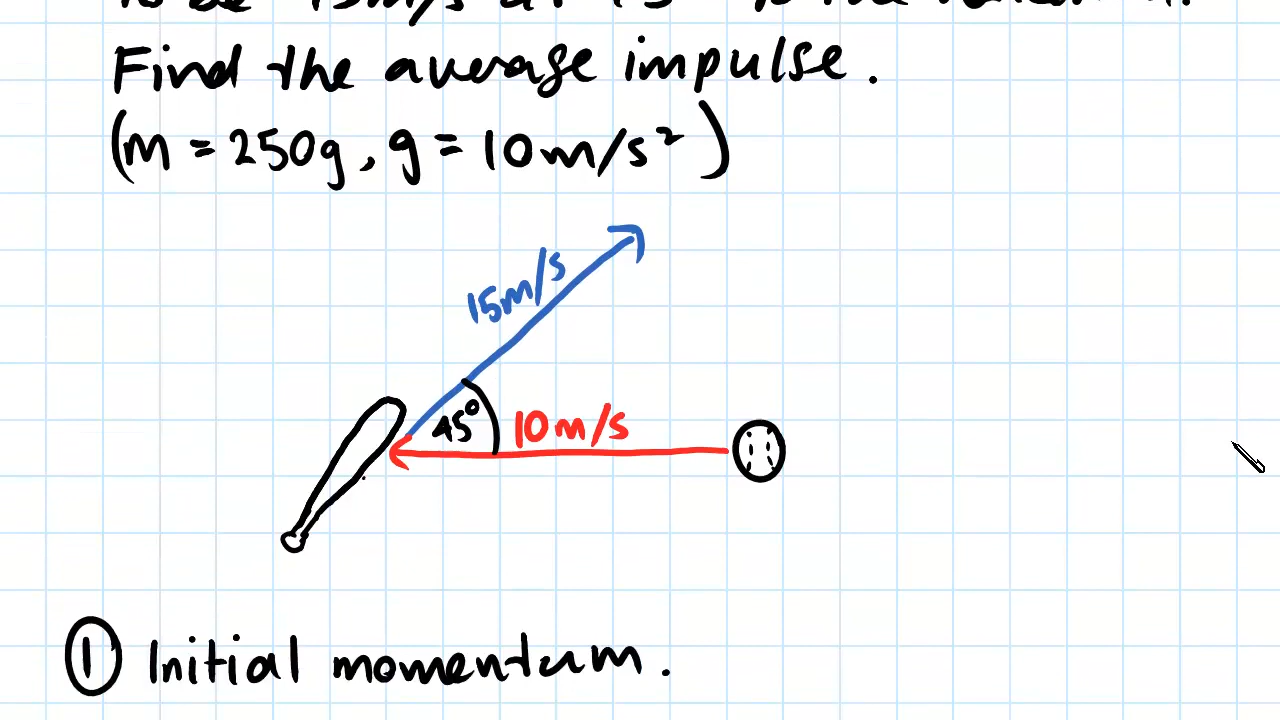 Find the average impulse.
(m = 250g, g = 10m/s²)
15m/s
45° 10m/s
① Initial momentum.